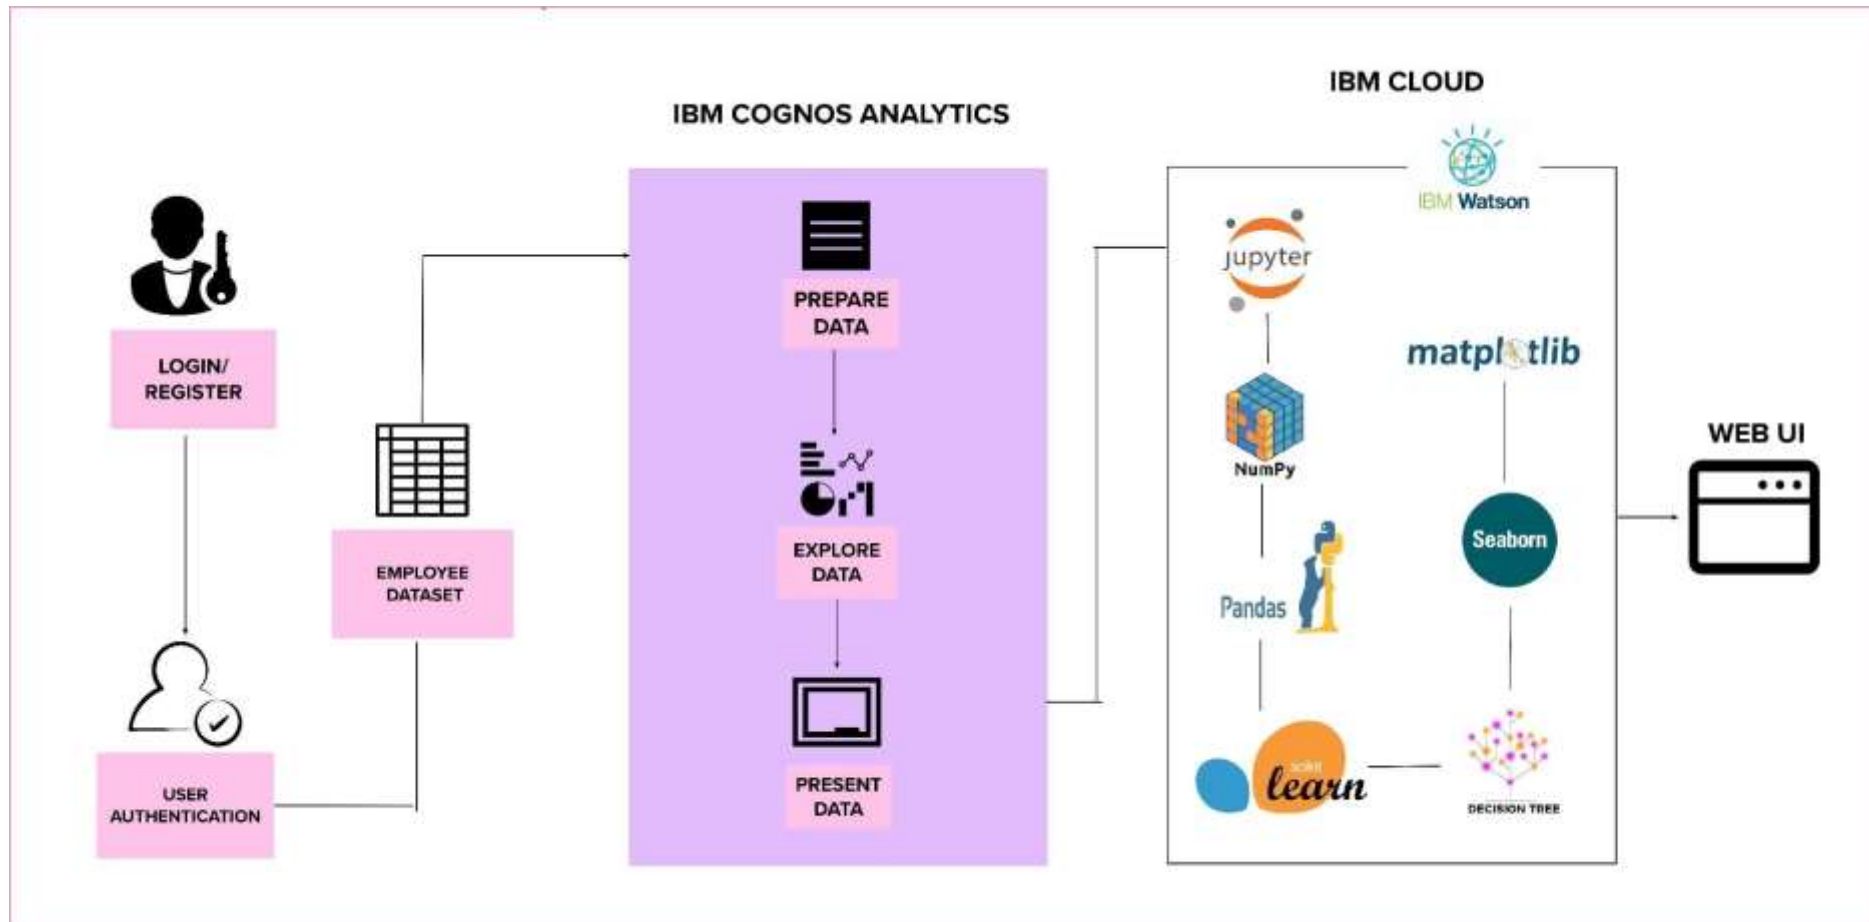 IBM COGNOS ANALYTICS
IBM CLOUD
IBM Watson
LOGIN/
REGISTER
USER
AUTHENTICATION
EMPLOYEE
DATASET
PREPARE
DATA
EXPLORE
DATA
PRESENT
DATA
jupyter
NumPy
Pandas
scikit
learn
DECISION TREE
Seaborn
matplotlib
WEB UI